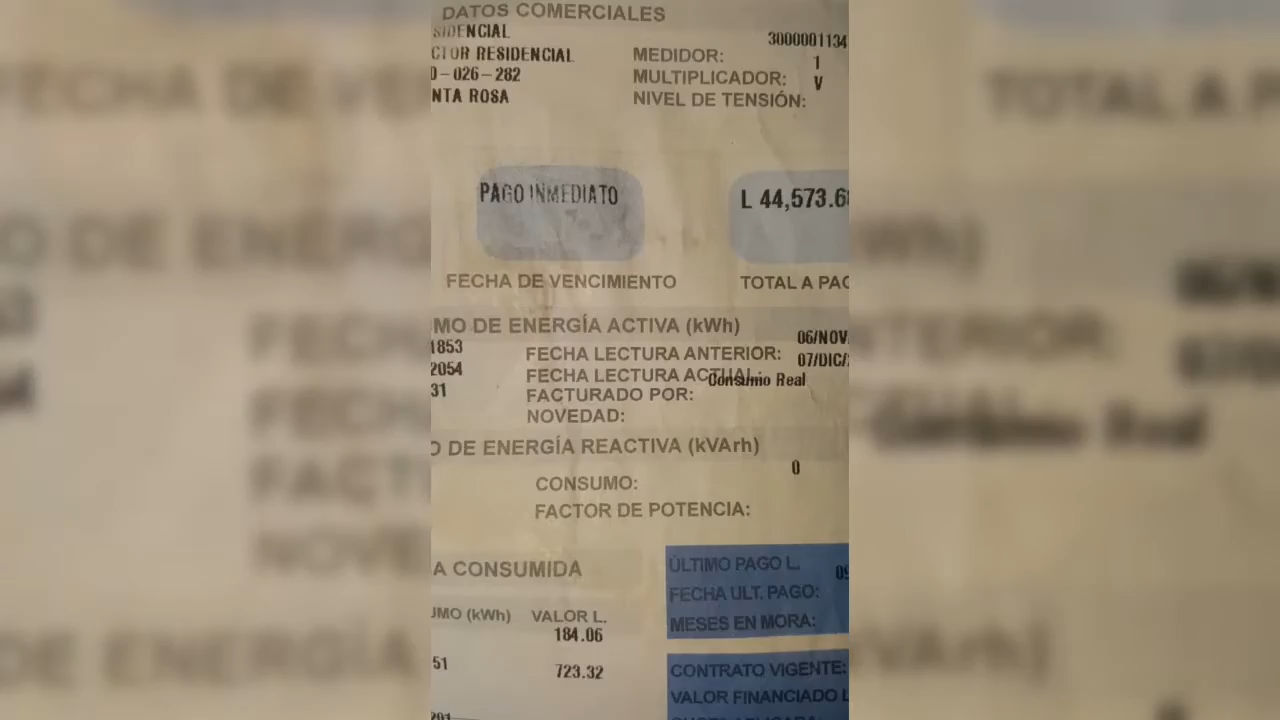 DATOS COMERCIALES
SIDENCIAL
CTOR RESIDENCIAL
0-026-282
NTA ROSA
3000001134
MEDIDOR:
1
MULTIPLICADOR:
V
NIVEL DE TENSIÓN:
PAGO INMEDIATO
L 44,573.6
FECHA DE VENCIMIENTO
TOTAL A PAG
MO DE ENERGÍA ACTIVA (kWh)
06/NOV
1853
FECHA LECTURA ANTERIOR:
07/DIC/
2054
FECHA LECTURA ACTUAL:
Consumo Real
31
FACTURADO POR:
NOVEDAD:
O DE ENERGÍA REACTIVA (kVArh)
0
CONSUMO:
FACTOR DE POTENCIA:
A CONSUMIDA
UMO (kWh) VALOR L.
184.06
51 723.32
201
ÚLTIMO PAGO L.
09
FECHA ULT. PAGO:
MESES EN MORA:
CONTRATO VIGENTE:
VALOR FINANCIADO L